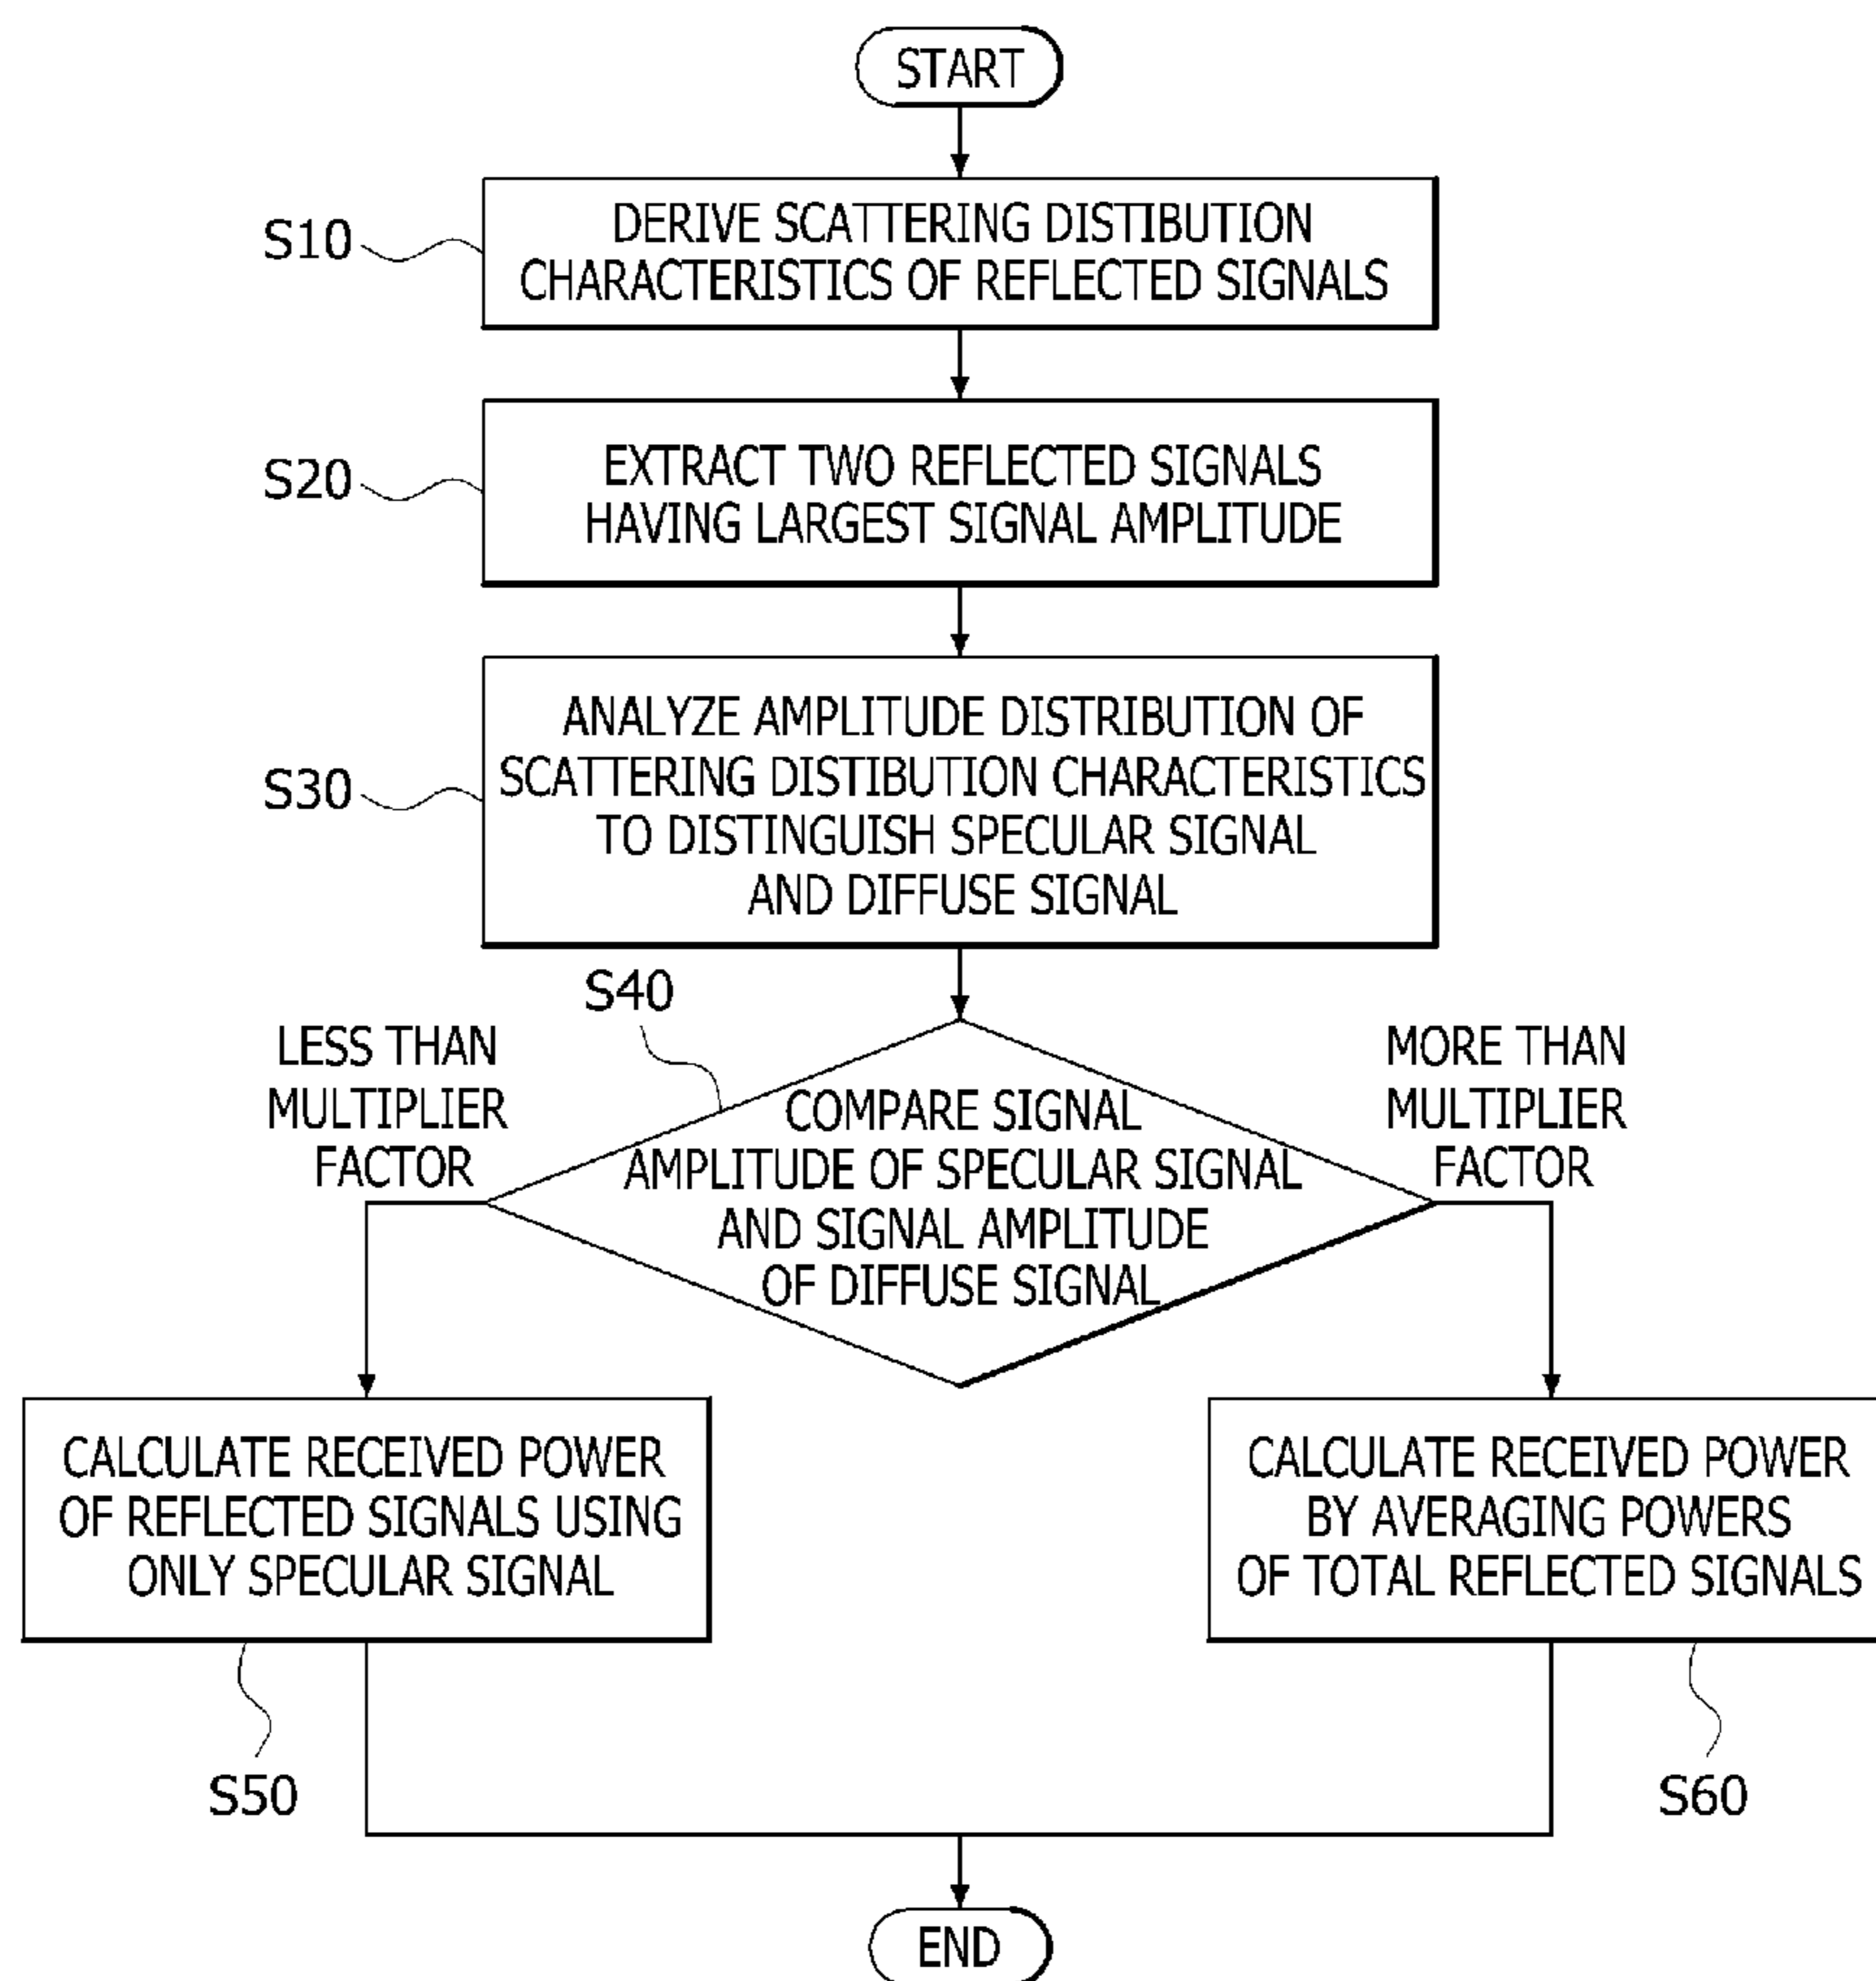 START
S10
DERIVE SCATTERING DISTIBUTION
CHARACTERISTICS OF REFLECTED SIGNALS
S20
EXTRACT TWO REFLECTED SIGNALS
HAVING LARGEST SIGNAL AMPLITUDE
S30
ANALYZE AMPLITUDE DISTRIBUTION OF
SCATTERING DISTIBUTION CHARACTERISTICS
TO DISTINGUISH SPECULAR SIGNAL
AND DIFFUSE SIGNAL
S40
LESS THAN
MULTIPLIER
FACTOR
COMPARE SIGNAL
AMPLITUDE OF SPECULAR SIGNAL
AND SIGNAL AMPLITUDE
OF DIFFUSE SIGNAL
MORE THAN
MULTIPLIER
FACTOR
CALCULATE RECEIVED POWER
OF REFLECTED SIGNALS USING
ONLY SPECULAR SIGNAL
S50
CALCULATE RECEIVED POWER
BY AVERAGING POWERS
OF TOTAL REFLECTED SIGNALS
S60
END